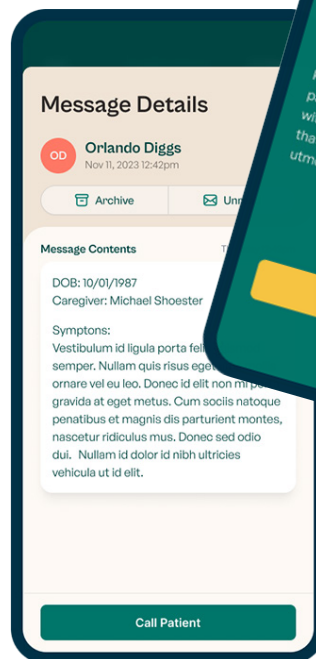 Message Details
OD
Orlando Diggs
Nov 11, 2023 12:42pm
Archive
Message Contents
DOB: 10/01/1987
Caregiver: Michael Shoester
Symptons:
Vestibulum id ligula porta
semper. Nullam quis risus
ornare vel eu leo. Donec id elit non mi
gravida at eget metus. Cum sociis natoque
penatibus et magnis dis parturient montes,
nascetur ridiculus mus. Donec sed odio
dui. Nullam id dolor id nibh ultricies
vehicula ut id elit.
Call Patient